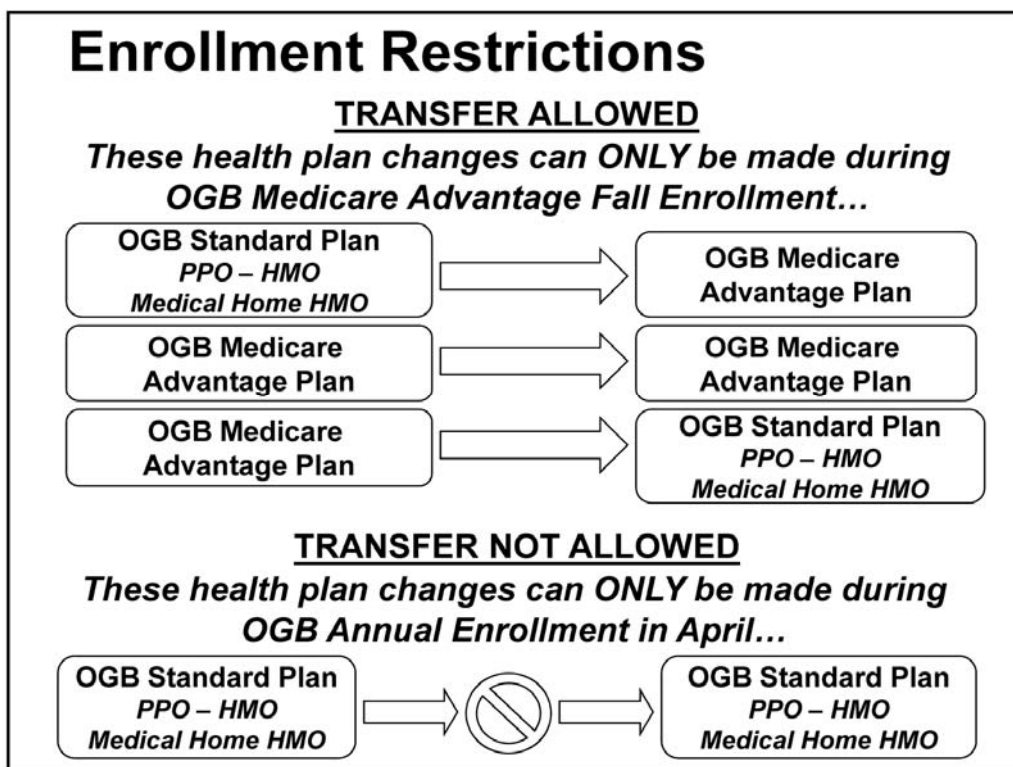 Enrollment Restrictions
TRANSFER ALLOWED
These health plan changes can ONLY be made during
OGB Medicare Advantage Fall Enrollment…
OGB Standard Plan
PPO – HMO
Medical Home HMO
OGB Medicare
Advantage Plan
OGB Medicare
Advantage Plan
OGB Medicare
Advantage Plan
OGB Medicare
Advantage Plan
OGB Standard Plan
PPO – HMO
Medical Home HMO
TRANSFER NOT ALLOWED
These health plan changes can ONLY be made during
OGB Annual Enrollment in April…
OGB Standard Plan
PPO – HMO
Medical Home HMO
OGB Standard Plan
PPO – HMO
Medical Home HMO